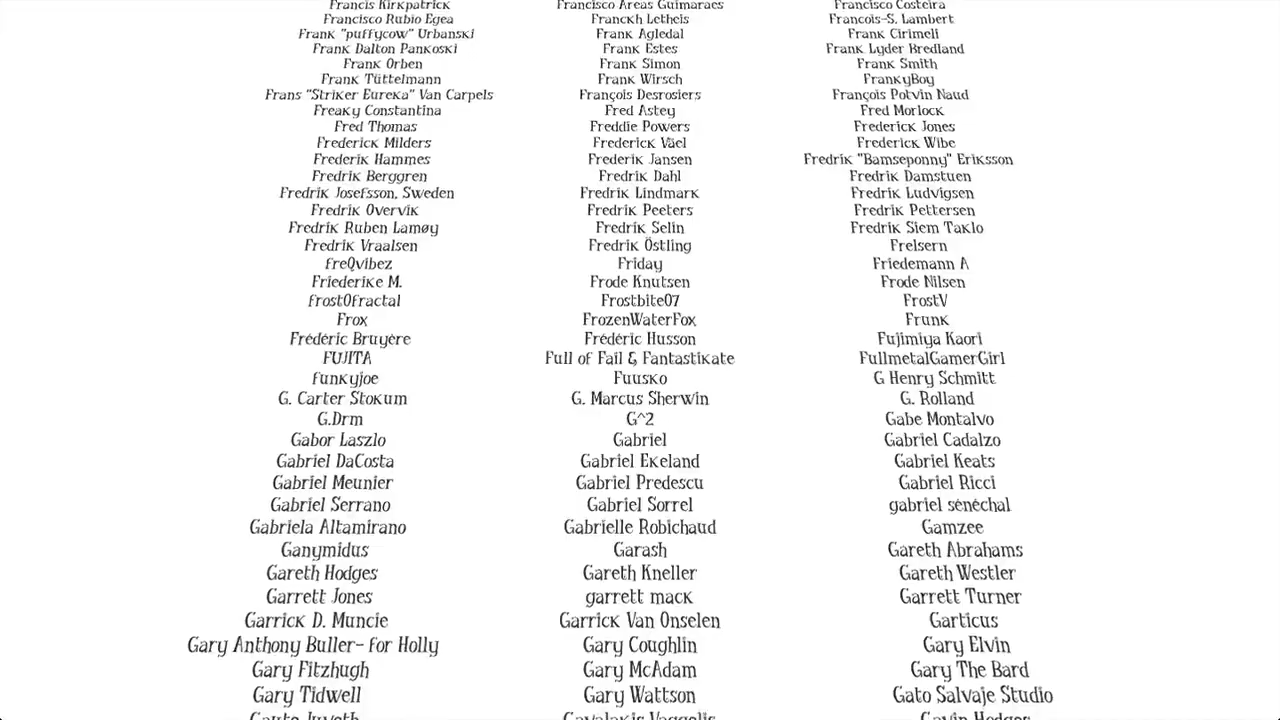 Francis Kirkpatrick Francisco Areas Guimaraes Francisco Costeira
Francisco Rubio Egea Franckh Letheis Francois-S. Lambert
Frank "puffycow" Urbanski Frank Agledal Frank Cirimeli
Frank Dalton Pankoski Frank Estes Frank Lyder Bredland
Frank Orben Frank Simon Frank Smith
Frank Tüttelmann Frank Wirsch FrankyBoy
Frans "Striker Eureka" Van Carpels François Desrosiers François Potvin Naud
Freaky Constantina Fred Astey Fred Morlock
Fred Thomas Freddie Powers Frederick Jones
Frederick Milders Frederick Väel Frederick Wibe
Frederik Hammes Frederik Jansen Fredrik "Bamseponny" Eriksson
Fredrik Berggren Fredrik Dahl Fredrik Damstuen
Fredrik Josefsson, Sweden Fredrik Lindmark Fredrik Ludvigsen
Fredrik Overvik Fredrik Peeters Fredrik Pettersen
Fredrik Ruben Lamøy Fredrik Selin Fredrik Siem Taklo
Fredrik Vraalsen Fredrik Östling Frelsern
freQvibez Friday Friedemann A
Friederike M. Frode Knutsen Frode Nilsen
frost0fractal Frostbite07 FrostV
Frox FrozenWaterFox Frunk
Frédéric Bruyère Frédéric Husson Fujimiya Kaori
FUJITA Full of Fail & Fantastikate FullmetalGamerGirl
funkyjoe Fuusko G Henry Schmitt
G. Carter Stokum G. Marcus Sherwin G. Rolland
G.Drm G^2 Gabe Montalvo
Gabor Laszlo Gabriel Gabriel Cadalzo
Gabriel DaCosta Gabriel Ekeland Gabriel Keats
Gabriel Meunier Gabriel Predescu Gabriel Ricci
Gabriel Serrano Gabriel Sorrel gabriel sénéchal
Gabriela Altamirano Gabrielle Robichaud Gamzee
Ganymidus Garash Gareth Abrahams
Gareth Hodges Gareth Kneller Gareth Westler
Garrett Jones garrett mack Garrett Turner
Garrick D. Muncie Garrick Van Onselen Garticus
Gary Anthony Buller- for Holly Gary Coughlin Gary Elvin
Gary Fitzhugh Gary McAdam Gary The Bard
Gary Tidwell Gary Wattson Gato Salvaje Studio
Gavin Hodges